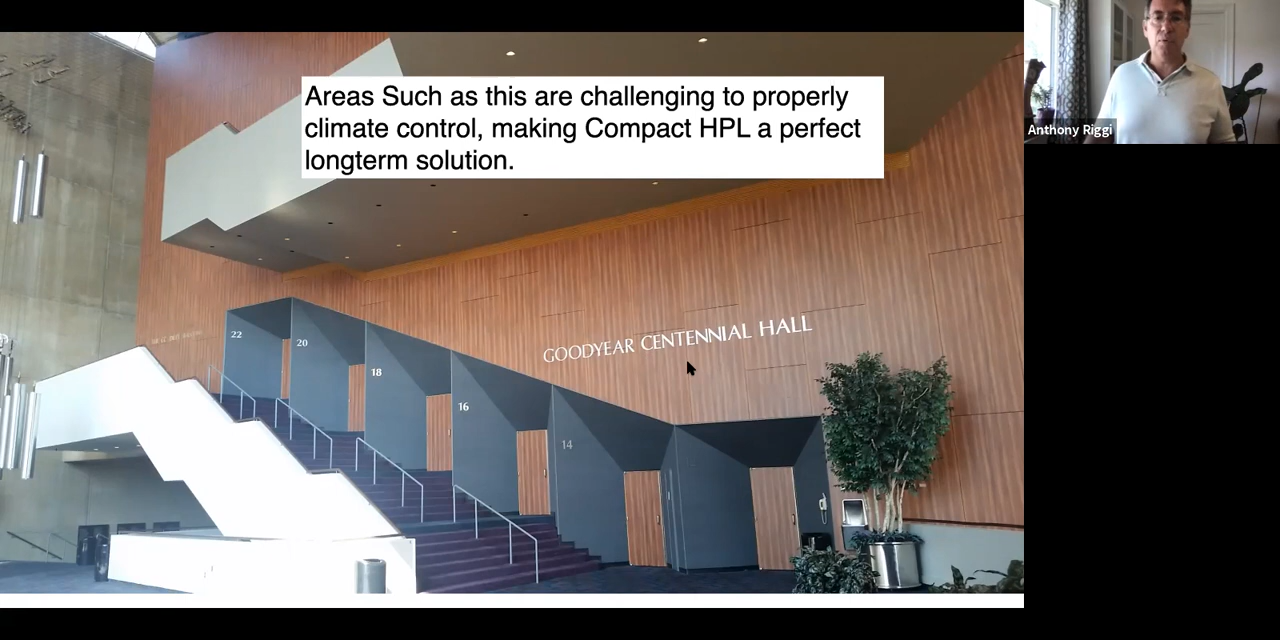 Areas Such as this are challenging to properly
climate control, making Compact HPL a perfect
longterm solution.
Anthony Riggi
22
20
18
16
14
GOODYEAR CENTENNIAL HALL